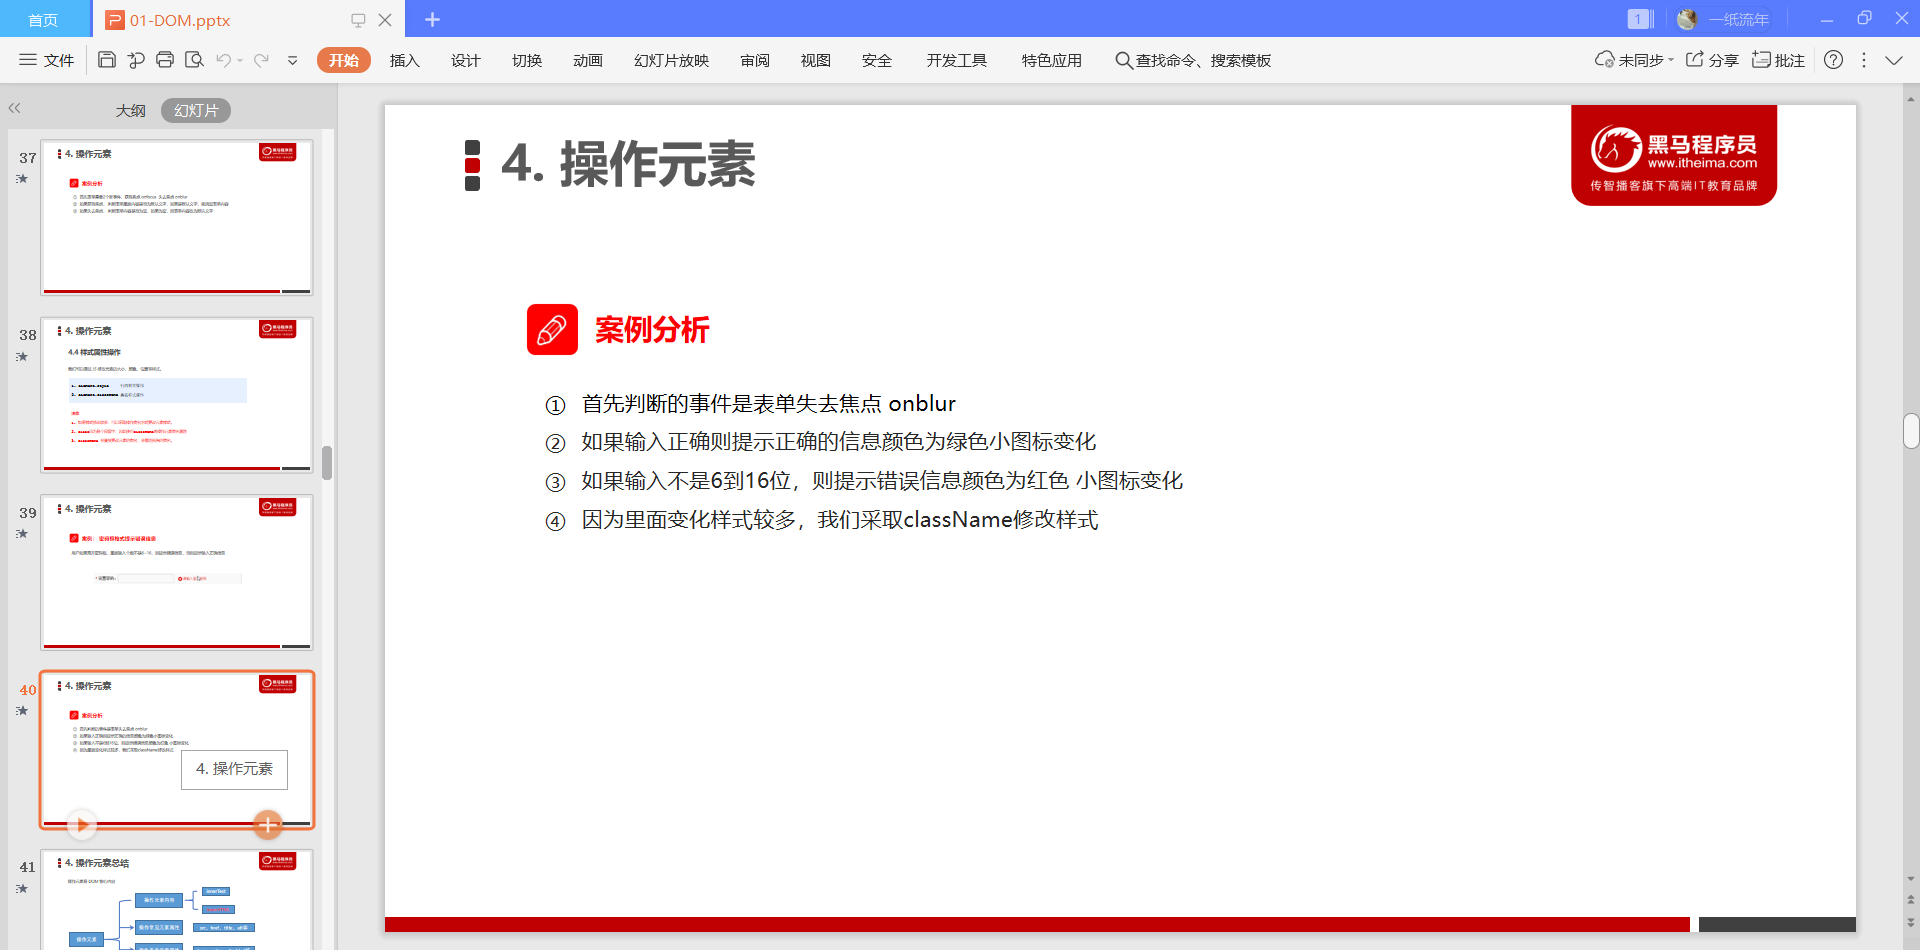 首页
01-DOM.pptx
1
一纸流年
文件
开始
插入
设计
切换
动画
幻灯片放映
审阅
视图
安全
开发工具
特色应用
查找命令、搜索模板
未同步
分享
批注
大纲
幻灯片
37
4. 操作元素
案例分析
38
4. 操作元素
4.4 样式属性操作
39
4. 操作元素
40
4. 操作元素
案例分析
4. 操作元素
41
4. 操作元素总结
4. 操作元素
黑马程序员
www.itheima.com
传智播客旗下高端IT教育品牌
案例分析
① 首先判断的事件是表单失去焦点 onblur
② 如果输入正确则提示正确的信息颜色为绿色小图标变化
③ 如果输入不是6到16位，则提示错误信息颜色为红色 小图标变化
④ 因为里面变化样式较多，我们采取className修改样式